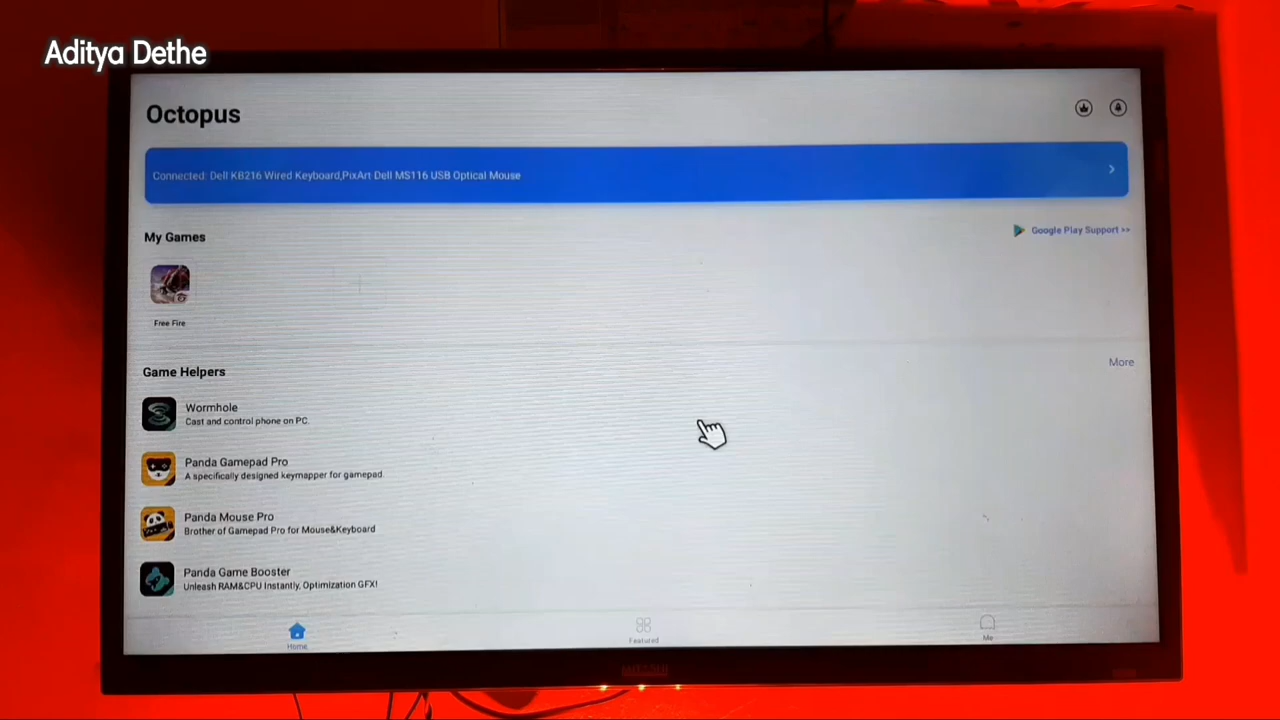 Aditya Dethe
Octopus
Connected: Dell KB216 Wired Keyboard,PixArt Dell MS116 USB Optical Mouse
My Games
Google Play Support >>
Free Fire
Game Helpers
More
Wormhole
Cast and control phone on PC.
Panda Gamepad Pro
A specifically designed keymapper for gamepad
Panda Mouse Pro
Brother of Gamepad Pro for Mouse&Keyboard
Panda Game Booster
Unleash RAM&CPU Instantly, Optimization GFX!
Home
Featured
Me